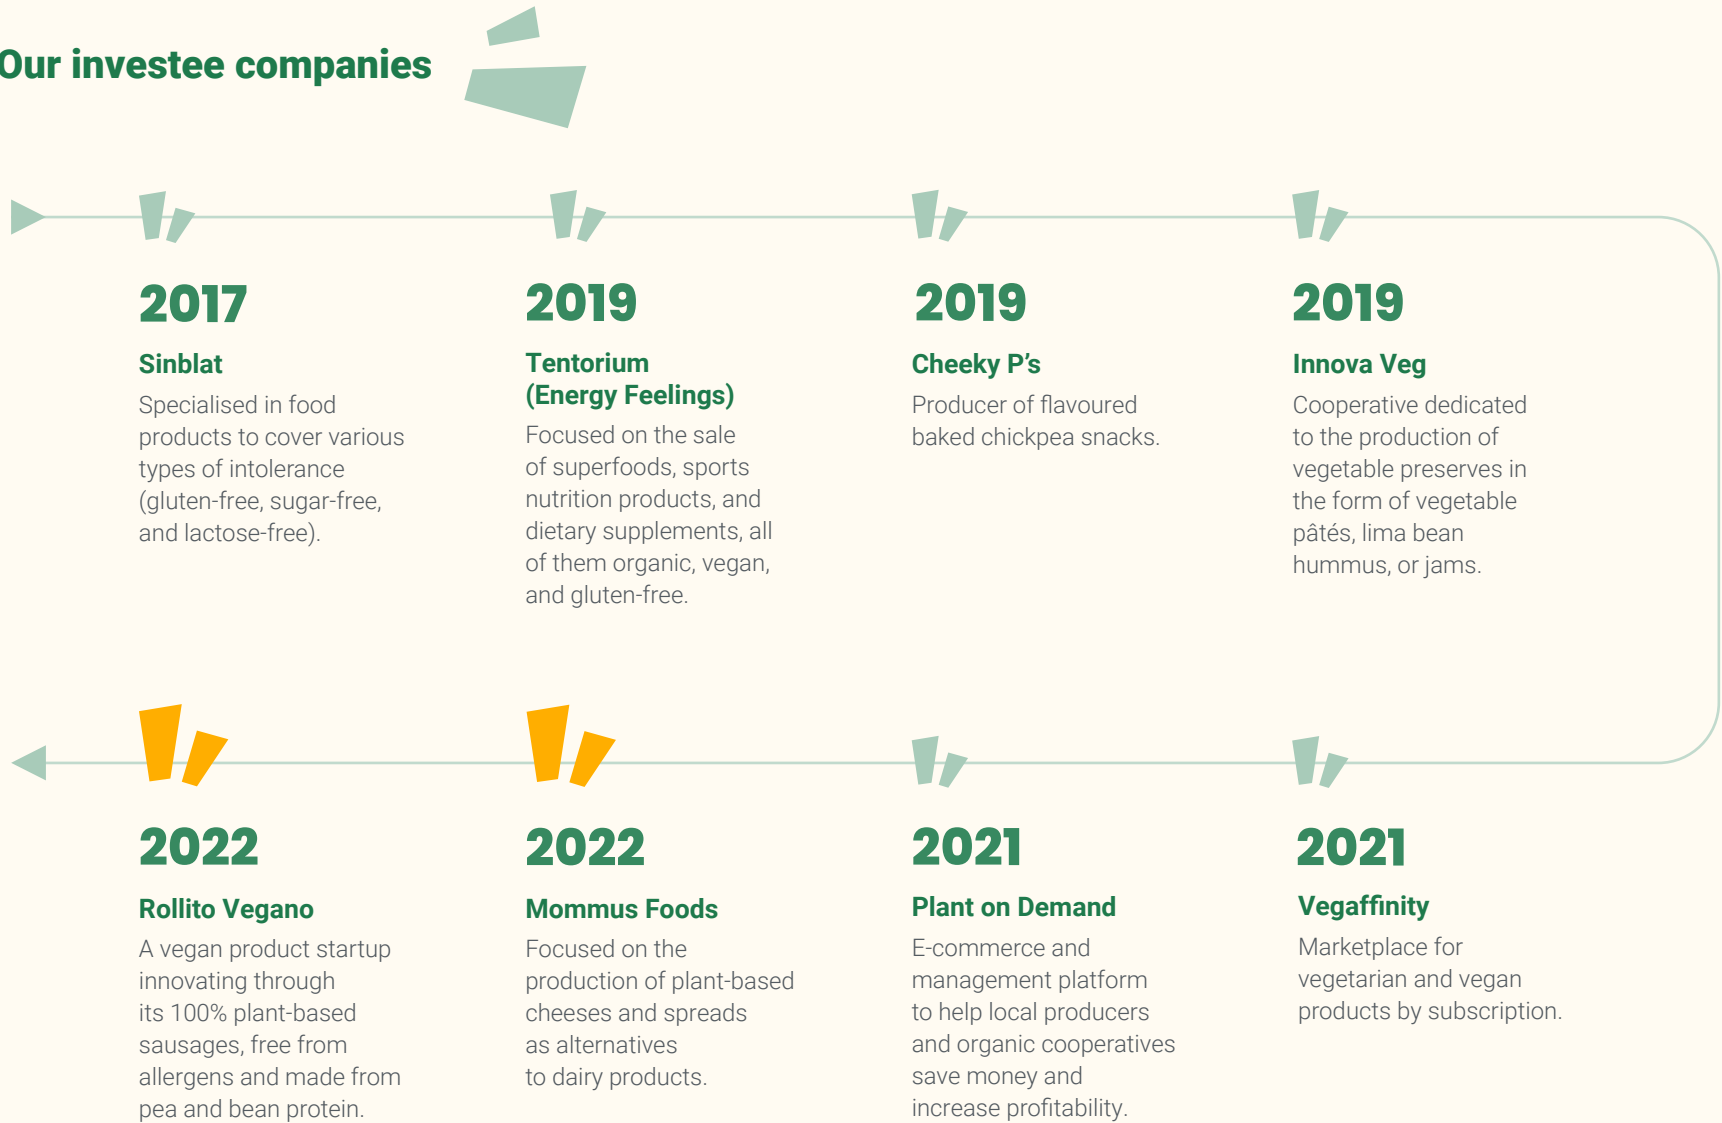 Our investee companies
2017
Sinblat
Specialised in food
products to cover various
types of intolerance
(gluten-free, sugar-free,
and lactose-free).
2019
Tentorium
(Energy Feelings)
Focused on the sale
of superfoods, sports
nutrition products, and
dietary supplements, all
of them organic, vegan,
and gluten-free.
2019
Cheeky P’s
Producer of flavoured
baked chickpea snacks.
2019
Innova Veg
Cooperative dedicated
to the production of
vegetable preserves in
the form of vegetable
pâtés, lima bean
hummus, or jams.
2022
Rollito Vegano
A vegan product startup
innovating through
its 100% plant-based
sausages, free from
allergens and made from
pea and bean protein.
2022
Mommus Foods
Focused on the
production of plant-based
cheeses and spreads
as alternatives
to dairy products.
2021
Plant on Demand
E-commerce and
management platform
to help local producers
and organic cooperatives
save money and
increase profitability.
2021
Vegaffinity
Marketplace for
vegetarian and vegan
products by subscription.